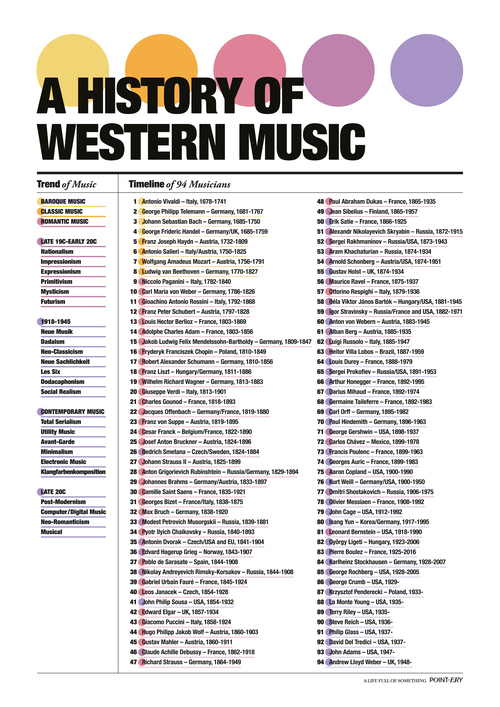 A HISTORY OF
WESTERN MUSIC
Trend of Music
BAROQUE MUSIC
CLASSIC MUSIC
ROMANTIC MUSIC
LATE 19C-EARLY 20C
Nationalism
Impressionism
Expressionism
Primitivism
Mysticism
Futurism
1918-1945
Neue Musik
Dadaism
Neo-Classicism
Neue Sachlichkeit
Les Six
Dodacaphonism
Social Realism
CONTEMPORARY MUSIC
Total Serialism
Utility Music
Avant-Garde
Minimalism
Electronic Music
Klangfarbenkomposition
LATE 20C
Post-Modernism
Computer/Digital Music
Neo-Romanticism
Musical
Timeline of 94 Musicians
1 Antonio Vivaldi – Italy, 1678-1741
2 George Philipp Telemann – Germany, 1681-1767
3 Johann Sebastian Bach – Germany, 1685-1750
4 George Frideric Handel – Germany/UK, 1685-1759
5 Franz Joseph Haydn – Austria, 1732-1809
6 Antonio Salieri – Italy/Austria, 1750-1825
7 Wolfgang Amadeus Mozart – Austria, 1756-1791
8 Ludwig van Beethoven – Germany, 1770-1827
9 Niccolo Paganini – Italy, 1782-1840
10 Carl Maria von Weber – Germany, 1786-1826
11 Gioachino Antonio Rossini – Italy, 1792-1868
12 Franz Peter Schubert – Austria, 1797-1828
13 Louis Hector Berlioz – France, 1803-1869
14 Adolphe Charles Adam – France, 1803-1856
15 Jakob Ludwig Felix Mendelssohn-Bartholdy – Germany, 1809-1847
16 Fryderyk Franciszek Chopin – Poland, 1810-1849
17 Robert Alexander Schumann – Germany, 1810-1856
18 Franz Liszt – Hungary/Germany, 1811-1886
19 Wilhelm Richard Wagner – Germany, 1813-1883
20 Giuseppe Verdi – Italy, 1813-1901
21 Charles Gounod – France, 1818-1893
22 Jacques Offenbach – Germany/France, 1819-1880
23 Franz von Suppe – Austria, 1819-1895
24 Cesar Franck – Belgium/France, 1822-1890
25 Josef Anton Bruckner – Austria, 1824-1896
26 Bedrich Smetana – Czech/Sweden, 1824-1884
27 Johann Strauss II – Austria, 1825-1899
28 Anton Grigorievich Rubinstein – Russia/Germany, 1829-1894
29 Johannes Brahms – Germany/Austria, 1833-1897
30 Camille Saint Saens – France, 1835-1921
31 Georges Bizet – France/Italy, 1838-1875
32 Max Bruch – Germany, 1838-1920
33 Modest Petrovich Musorgskii – Russia, 1839-1881
34 Pyotr Ilyich Chaikovsky – Russia, 1840-1893
35 Antonin Dvorak – Czech/USA and EU, 1841-1904
36 Edvard Hagerup Grieg – Norway, 1843-1907
37 Pablo de Sarasate – Spain, 1844-1908
38 Nikolay Andreyevich Rimsky-Korsakov – Russia, 1844-1908
39 Gabriel Urbain Fauré – France, 1845-1924
40 Leos Janacek – Czech, 1854-1928
41 John Philip Sousa – USA, 1854-1932
42 Edward Elgar – UK, 1857-1934
43 Giacomo Puccini – Italy, 1858-1924
44 Hugo Philipp Jakob Wolf – Austria, 1860-1903
45 Gustav Mahler – Austria, 1860-1911
46 Claude Achille Debussy – France, 1862-1918
47 Richard Strauss – Germany, 1864-1949
48 Paul Abraham Dukas – France, 1865-1935
49 Jean Sibelius – Finland, 1865-1957
50 Erik Satie – France, 1866-1925
51 Alexandr Nikolayevich Skryabin – Russia, 1872-1915
52 Sergei Rakhmaninov – Russia/USA, 1873-1943
53 Aram Khachaturian – Russia, 1874-1934
54 Arnold Schonberg – Austria/USA, 1874-1951
55 Gustav Holst – UK, 1874-1934
56 Maurice Ravel – France, 1875-1937
57 Ottorino Respighi – Italy, 1879-1936
58 Béla Viktor János Bartók – Hungary/USA, 1881-1945
59 Igor Stravinsky – Russia/France and USA, 1882-1971
60 Anton von Webern – Austria, 1883-1945
61 Alban Berg – Austria, 1885-1935
62 Luigi Russolo – Italy, 1885-1947
63 Heitor Villa Lobos – Brazil, 1887-1959
64 Louis Durey – France, 1888-1979
65 Sergei Prokofiev – Russia/USA, 1891-1953
66 Arthur Honegger – France, 1892-1955
67 Darius Milhaud – France, 1892-1974
68 Germaine Tailleferre – France, 1892-1983
69 Carl Orff – Germany, 1895-1982
70 Paul Hindemith – Germany, 1896-1963
71 George Gershwin – USA, 1898-1937
72 Carlos Chávez – Mexico, 1899-1978
73 Francis Poulenc – France, 1899-1963
74 Georges Auric – France, 1899-1983
75 Aaron Copland – USA, 1900-1990
76 Kurt Weill – Germany/USA, 1900-1950
77 Dmitri Shostakovich – Russia, 1906-1975
78 Olivier Messiaen – France, 1908-1992
79 John Cage – USA, 1912-1992
80 Isang Yun – Korea/Germany, 1917-1995
81 Leonard Bernstein – USA, 1918-1990
82 György Ligeti – Hungary, 1923-2006
83 Pierre Boulez – France, 1925-2016
84 Karlheinz Stockhausen – Germany, 1928-2007
85 George Rochberg – USA, 1928-2005
86 George Crumb – USA, 1929-
87 Krzysztof Penderecki – Poland, 1933-
88 La Monte Young – USA, 1935-
89 Terry Riley – USA, 1935-
90 Steve Reich – USA, 1936-
91 Philip Glass – USA, 1937-
92 David Del Tredici – USA, 1937-
93 John Adams – USA, 1947-
94 Andrew Lloyd Weber – UK, 1948-
A LIFE FULL OF SOMETHING POINT-ERY